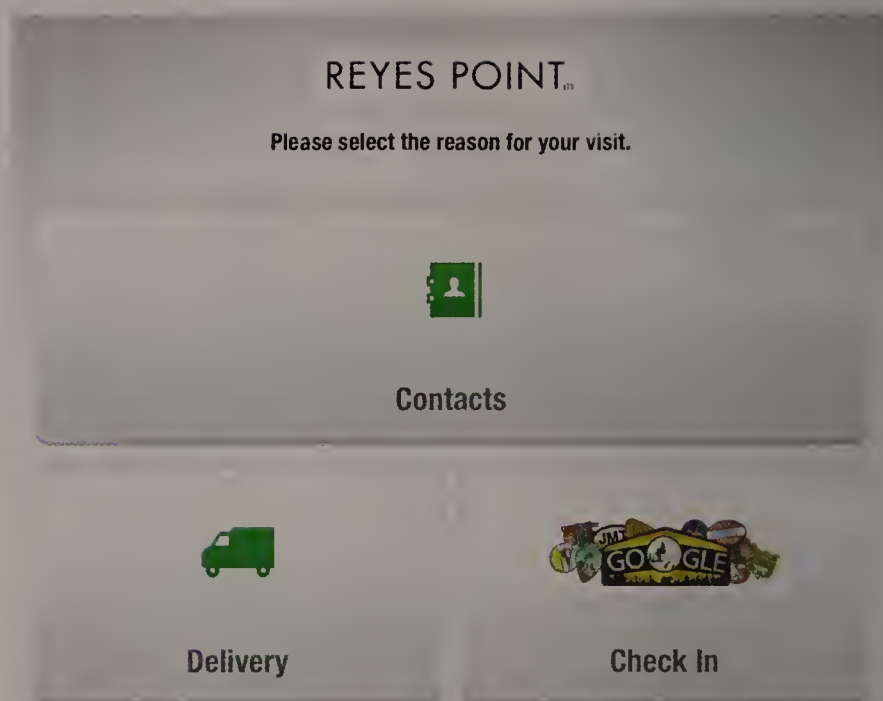 REYES POINT
Please select the reason for your visit.
Contacts
JMT
GOOGLE
Delivery
Check In